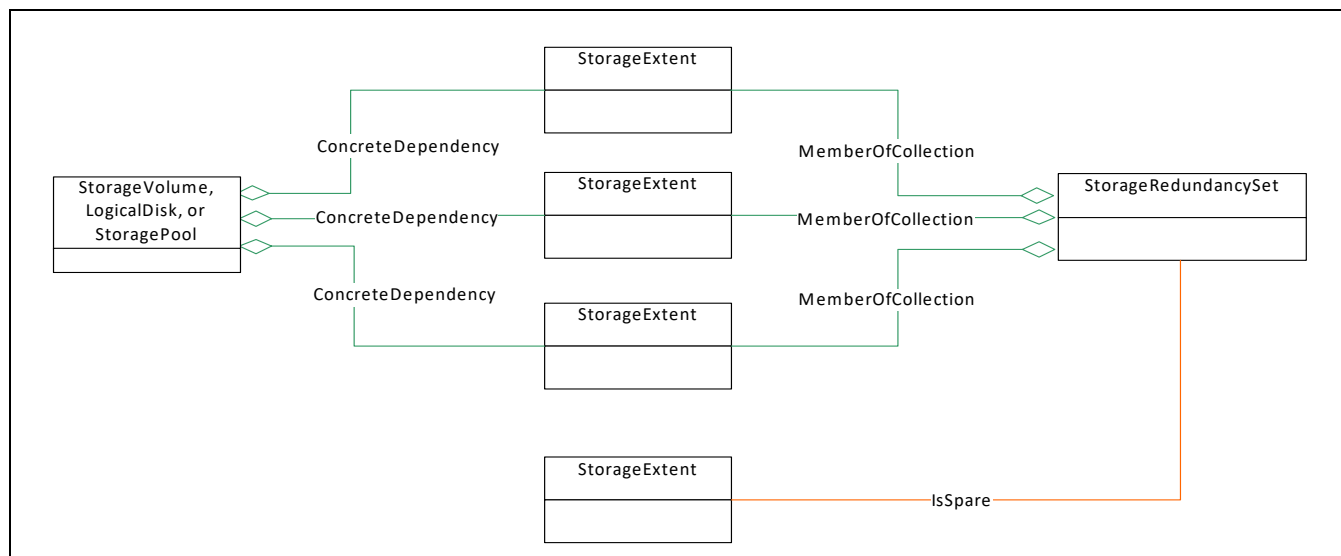 StorageExtent
ConcreteDependency
MemberOfCollection
StorageVolume,
LogicalDisk, or
StoragePool
StorageExtent
StorageRedundancySet
ConcreteDependency
MemberOfCollection
ConcreteDependency
MemberOfCollection
StorageExtent
StorageExtent
IsSpare